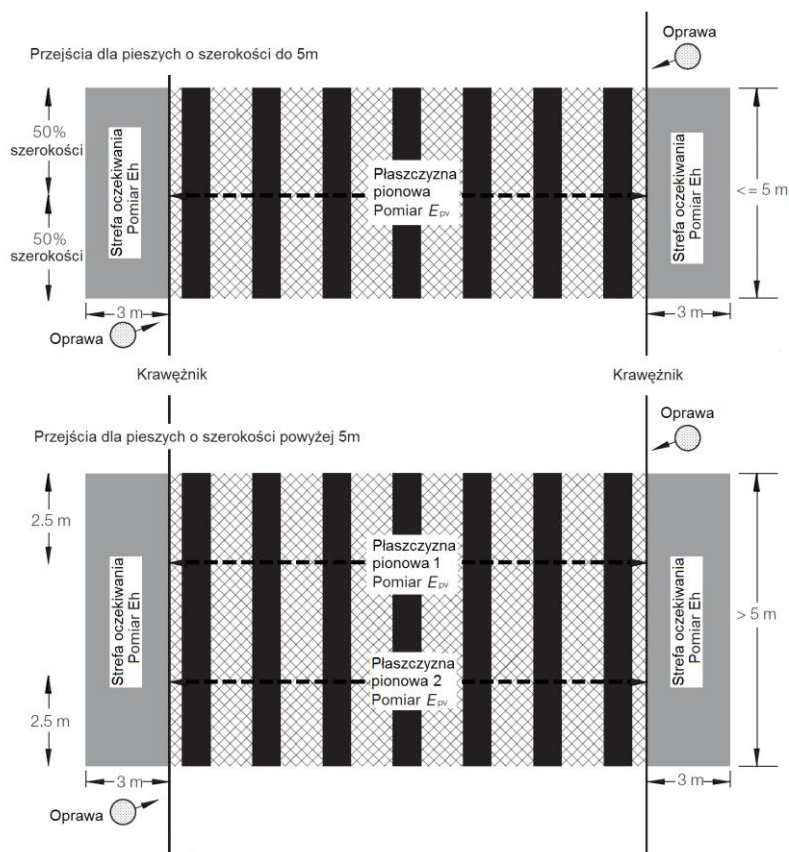 Oprawa
Przejścia dla pieszych o szerokości do 5m
50%
szerokości
50%
szerokości
Strefa oczekiwania
Pomiar Eh
Płaszczyzna
pionowa
Pomiar Epv
Strefa oczekiwania
Pomiar Eh
<= 5 m
3 m
3 m
Oprawa
Krawężnik
Krawężnik
Oprawa
Przejścia dla pieszych o szerokości powyżej 5m
2.5 m
2.5 m
Strefa oczekiwania
Pomiar Eh
Płaszczyzna
pionowa 1
Pomiar Epv
Płaszczyzna
pionowa 2
Pomiar Epv
Strefa oczekiwania
Pomiar Eh
> 5 m
3 m
3 m
Oprawa